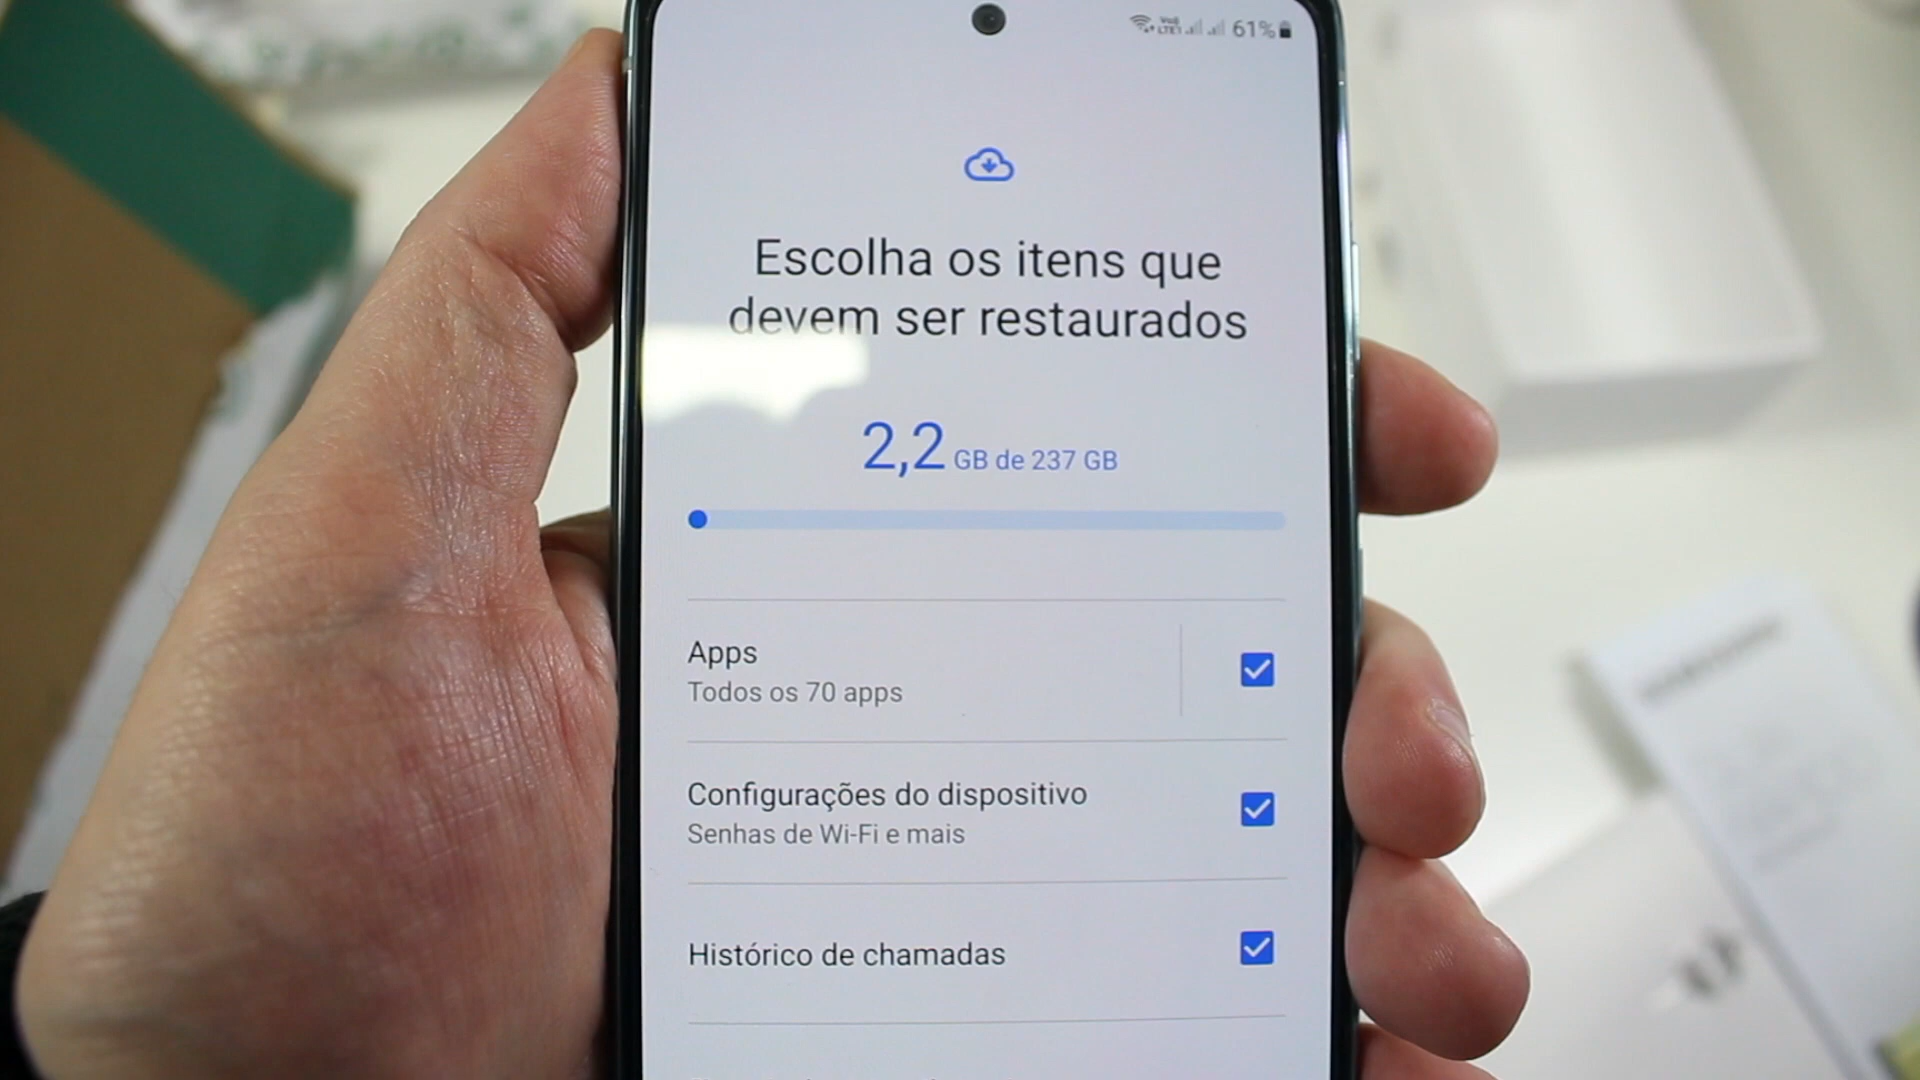 61%
Escolha os itens que
devem ser restaurados
2,2 GB de 237 GB
Apps
Todos os 70 apps
Configurações do dispositivo
Senhas de Wi-Fi e mais
Histórico de chamadas